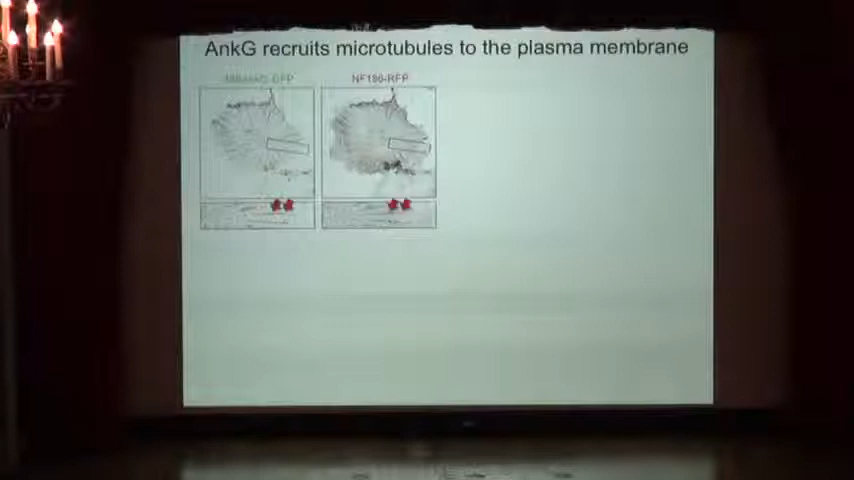 AnkG recruits microtubules to the plasma membrane
NF186-RFP